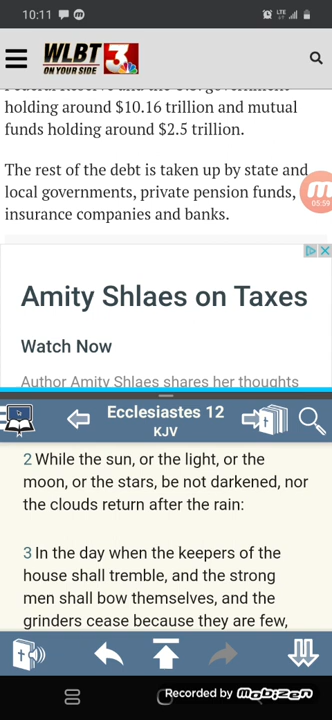 10:11
LTE
WLBT 3
ON YOUR SIDE
holding around $10.16 trillion and mutual
funds holding around $2.5 trillion.
The rest of the debt is taken up by state and
local governments, private pension funds,
insurance companies and banks.
05:59
Amity Shlaes on Taxes
Watch Now
Author Amity Shlaes shares her thoughts
Ecclesiastes 12
KJV
2 While the sun, or the light, or the
moon, or the stars, be not darkened, nor
the clouds return after the rain:
3 In the day when the keepers of the
house shall tremble, and the strong
men shall bow themselves, and the
grinders cease because they are few,
Recorded by mobizen